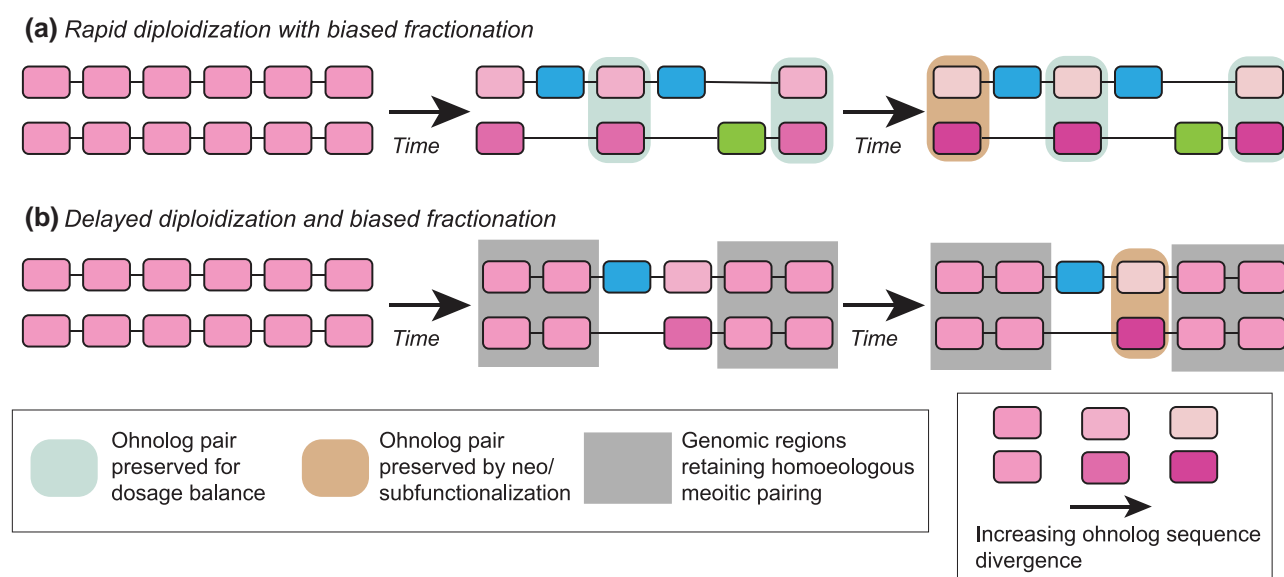 (a) Rapid diploidization with biased fractionation
Time
Time
(b) Delayed diploidization and biased fractionation
Time
Time
Ohnolog pair
preserved for
dosage balance
Ohnolog pair
preserved by neo/
subfunctionalization
Genomic regions
retaining homoeologous
meoitic pairing
Increasing ohnolog sequence
divergence